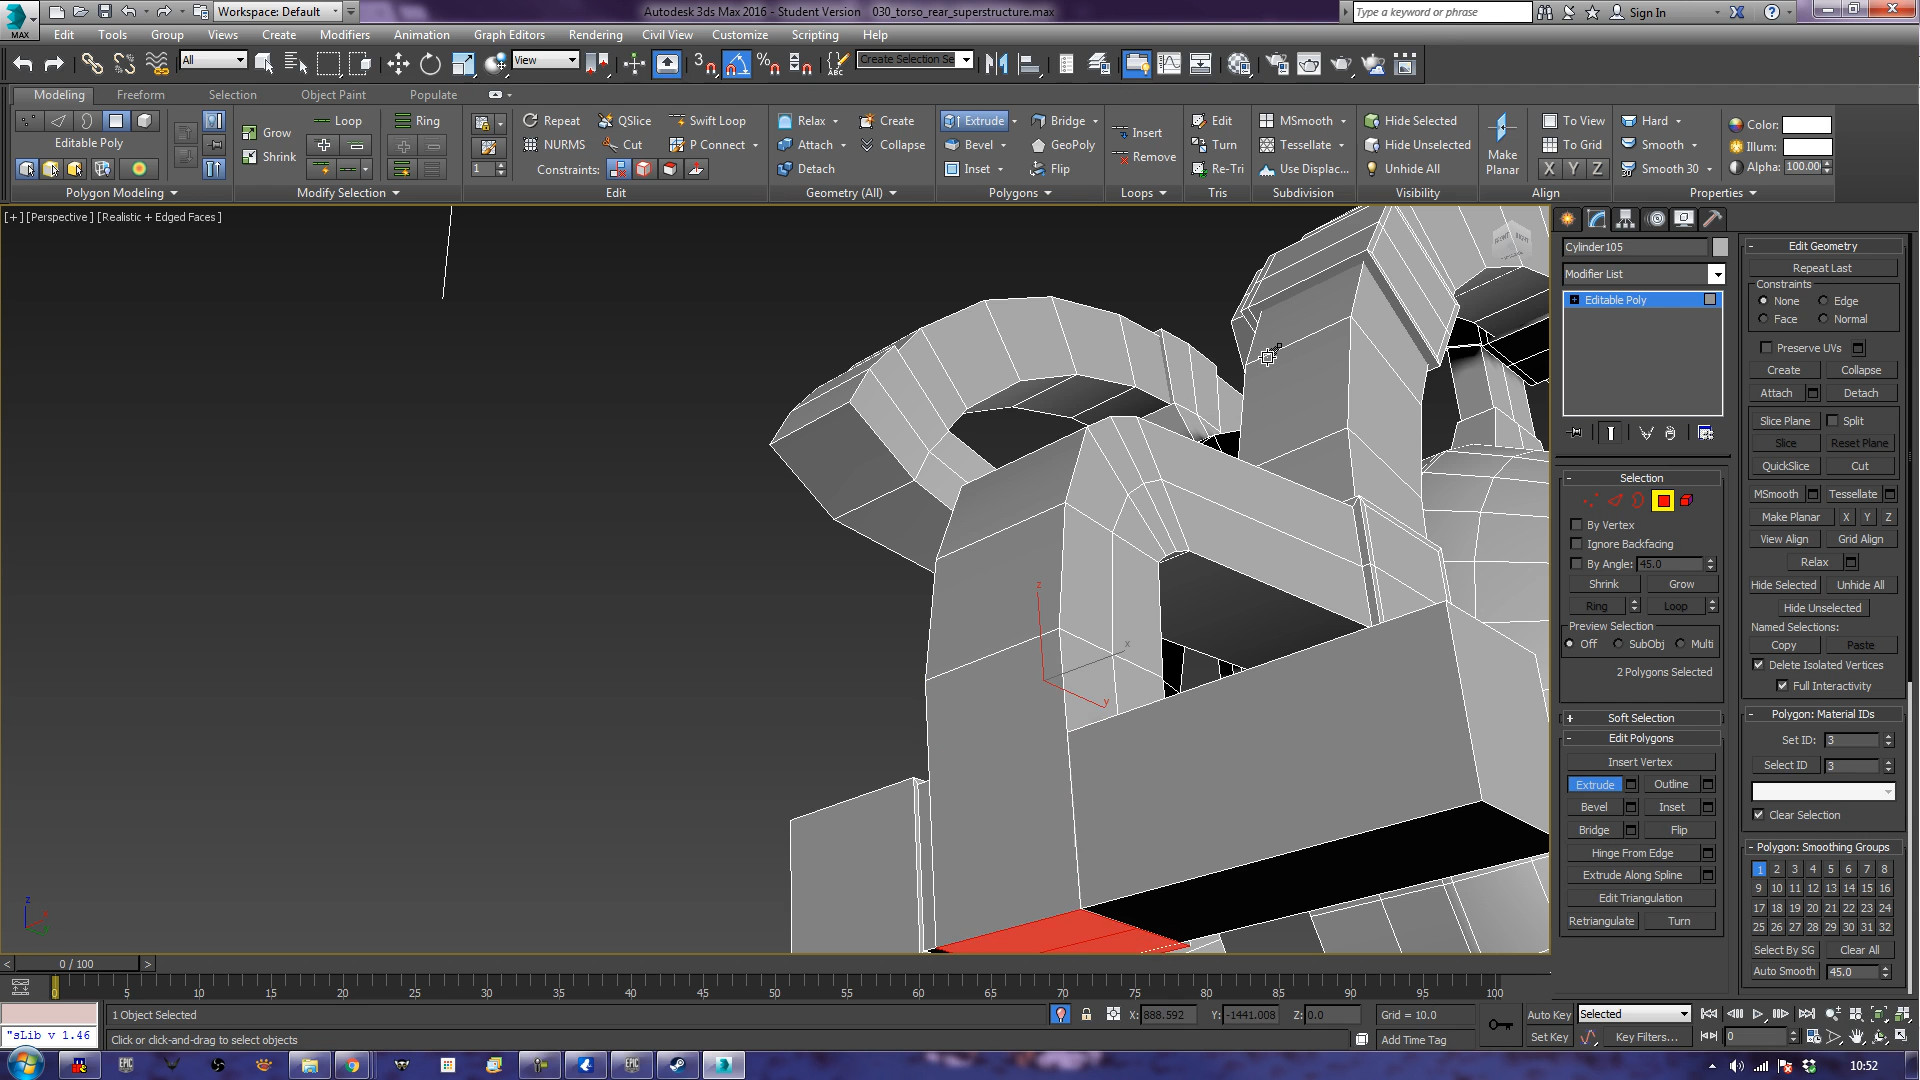 Autodesk 3ds Max 2016 - Student Version   030_torso_rear_superstructure.max
MAX
Workspace: Default
Type a keyword or phrase
Sign In
Edit Tools Group Views Create Modifiers Animation Graph Editors Rendering Civil View Customize Scripting Help
All
View
Create Selection Se
Modeling Freeform Selection Object Paint Populate
Loop Ring Repeat QSlice Swift Loop Relax Create Extrude Bridge Insert Edit MSmooth Hide Selected Make Planar To View Hard Color:
Editable Poly Grow NURMS Cut P Connect Attach Collapse Bevel GeoPoly Remove Turn Tessellate Hide Unselected To Grid Smooth Illum:
Shrink 1 Constraints: Detach Inset Flip Re-Tri Use Displac... Unhide All X Y Z Smooth 30 Alpha: 100.00
Polygon Modeling Modify Selection Edit Geometry (All) Polygons Loops Tris Subdivision Visibility Align Properties
[+] [Perspective] [Realistic + Edged Faces]
z
x
y
z
Cylinder105
Modifier List
Editable Poly
Selection
By Vertex
Ignore Backfacing
By Angle: 45.0
Shrink Grow
Ring Loop
Preview Selection
Off SubObj Multi
2 Polygons Selected
Soft Selection
Edit Polygons
Insert Vertex
Extrude Outline
Bevel Inset
Bridge Flip
Hinge From Edge
Extrude Along Spline
Edit Triangulation
Retriangulate Turn
Edit Geometry
Repeat Last
Constraints
None Edge
Face Normal
Preserve UVs
Create Collapse
Attach Detach
Slice Plane Split
Slice Reset Plane
QuickSlice Cut
MSmooth Tessellate
Make Planar X Y Z
View Align Grid Align
Relax
Hide Selected Unhide All
Hide Unselected
Named Selections:
Copy Paste
Delete Isolated Vertices
Full Interactivity
Polygon: Material IDs
Set ID: 3
Select ID 3
Clear Selection
Polygon: Smoothing Groups
1 2 3 4 5 6 7 8
9 10 11 12 13 14 15 16
17 18 19 20 21 22 23 24
25 26 27 28 29 30 31 32
Select By SG Clear All
Auto Smooth 45.0
< 0 / 100 >
0 5 10 15 20 25 30 35 40 45 50 55 60 65 70 75 80 85 90 95 100
1 Object Selected X: 888.592 Y: -1441.008 Z: 0.0 Grid = 10.0 Auto Key Selected
"sLib v 1.46 Click or click-and-drag to select objects Add Time Tag Set Key Key Filters... 0
EPIC EPIC 10:52